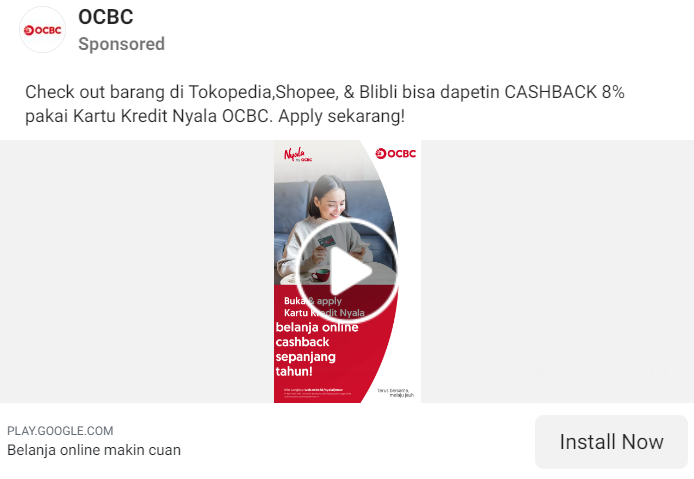 OCBC
OCBC
Sponsored
Check out barang di Tokopedia,Shopee, & Blibli bisa dapetin CASHBACK 8%
pakai Kartu Kredit Nyala OCBC. Apply sekarang!
Nyala
by OCBC
OCBC
Buka & apply
Kartu Kredit Nyala
belanja online
cashback
sepanjang
tahun!
terus bersama,
melaju jauh
PLAY.GOOGLE.COM
Belanja online makin cuan
Install Now